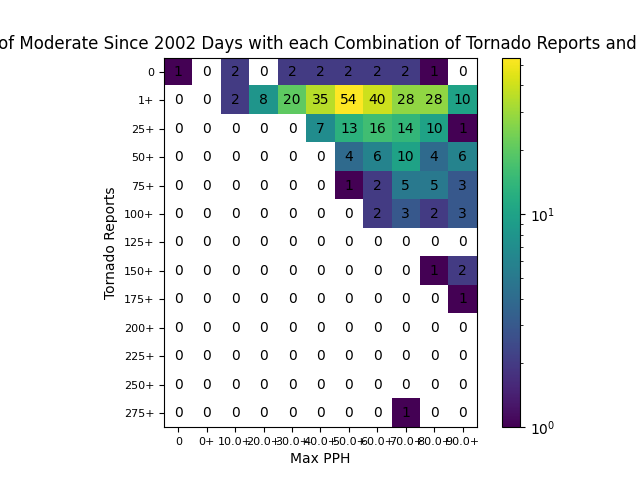 of Moderate Since 2002 Days with each Combination of Tornado Reports and
0 1 0 2 0 2 2 2 2 2 1 0
1+ 0 0 2 8 20 35 54 40 28 28 10
25+ 0 0 0 0 0 7 13 16 14 10 1
50+ 0 0 0 0 0 0 4 6 10 4 6
75+ 0 0 0 0 0 0 1 2 5 5 3
100+ 0 0 0 0 0 0 0 2 3 2 3
125+ 0 0 0 0 0 0 0 0 0 0 0
150+ 0 0 0 0 0 0 0 0 0 1 2
175+ 0 0 0 0 0 0 0 0 0 0 1
200+ 0 0 0 0 0 0 0 0 0 0 0
225+ 0 0 0 0 0 0 0 0 0 0 0
250+ 0 0 0 0 0 0 0 0 0 0 0
275+ 0 0 0 0 0 0 0 0 1 0 0
0 0+ 10.0+ 20.0+ 30.0+ 40.0+ 50.0+ 60.0+ 70.0+ 80.0+ 90.0+
Max PPH
Tornado Reports
10¹
10⁰